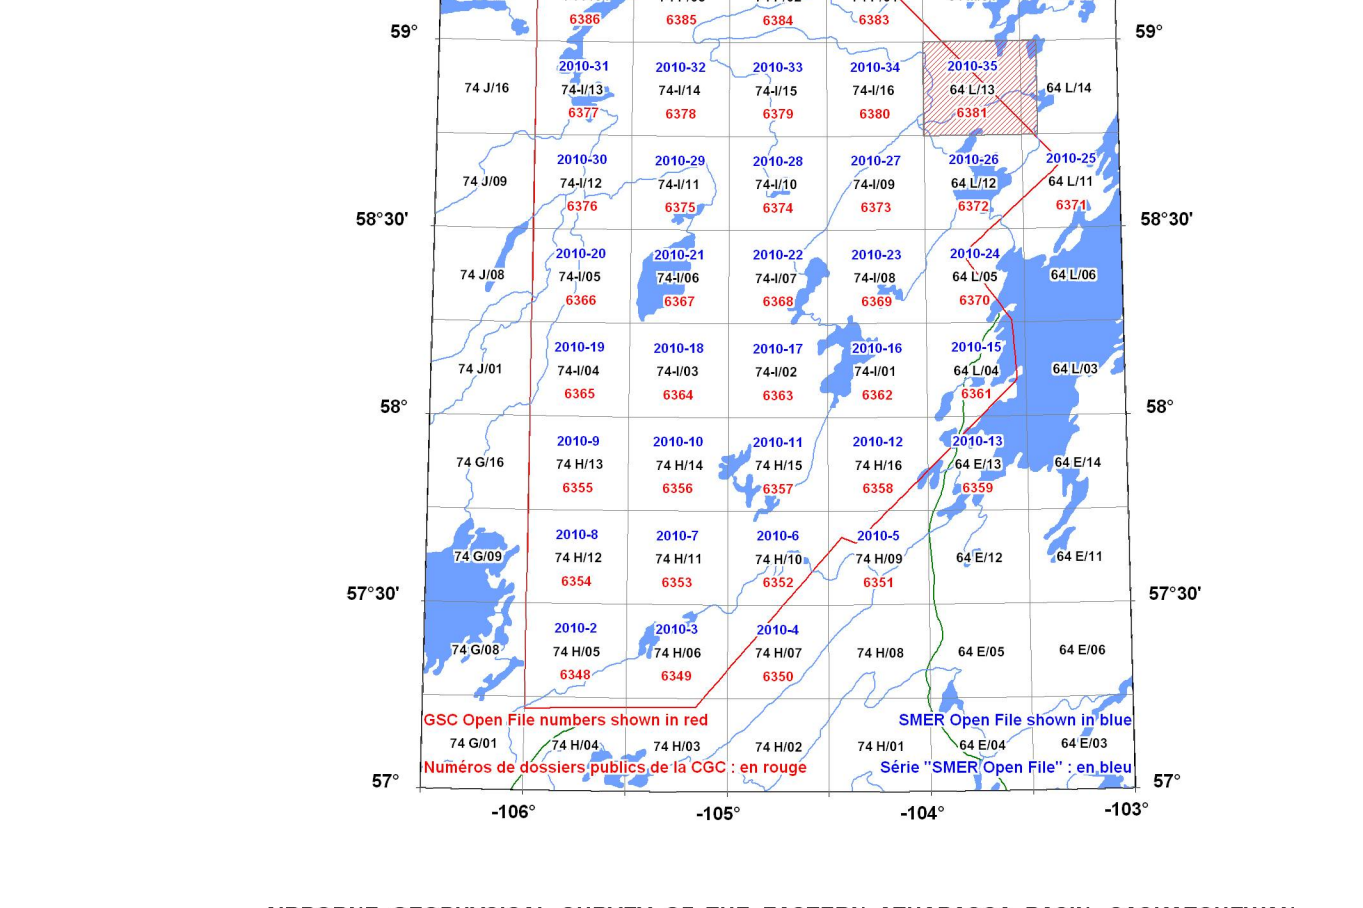 6386 6385 6384 6383
59° 59°
2010-31 2010-32 2010-33 2010-34 2010-35
74 J/16 74-I/13 74-I/14 74-I/15 74-I/16 64 L/13 64 L/14
6377 6378 6379 6380 6381
2010-30 2010-29 2010-28 2010-27 2010-26 2010-25
74 J/09 74-I/12 74-I/11 74-I/10 74-I/09 64 L/12 64 L/11
6376 6375 6374 6373 6372 6371
58°30' 58°30'
2010-20 2010-21 2010-22 2010-23 2010-24
74 J/08 74-I/05 74-I/06 74-I/07 74-I/08 64 L/05 64 L/06
6366 6367 6368 6369 6370
2010-19 2010-18 2010-17 2010-16 2010-15
74 J/01 74-I/04 74-I/03 74-I/02 74-I/01 64 L/04 64 L/03
6365 6364 6363 6362 6361
58° 58°
2010-9 2010-10 2010-11 2010-12 2010-13
74 G/16 74 H/13 74 H/14 74 H/15 74 H/16 64 E/13 64 E/14
6355 6356 6357 6358 6359
2010-8 2010-7 2010-6 2010-5
74 G/09 74 H/12 74 H/11 74 H/10 74 H/09 64 E/12 64 E/11
6354 6353 6352 6351
57°30' 57°30'
2010-2 2010-3 2010-4
74 G/08 74 H/05 74 H/06 74 H/07 74 H/08 64 E/05 64 E/06
6348 6349 6350
GSC Open File numbers shown in red SMER Open File shown in blue
74 G/01 74 H/04 74 H/03 74 H/02 74 H/01 64 E/04 64 E/03
Numéros de dossiers publics de la CGC : en rouge Série "SMER Open File" : en bleu
57° 57°
-106° -105° -104° -103°